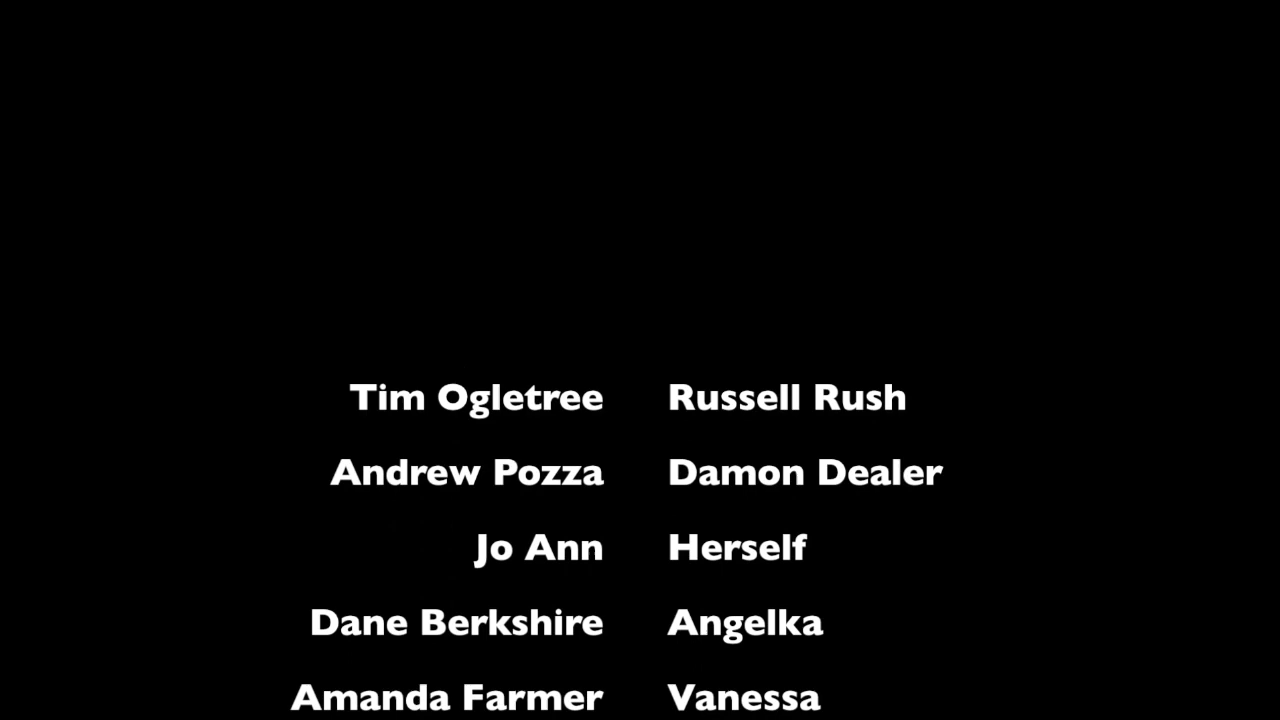 Tim Ogletree Russell Rush
Andrew Pozza Damon Dealer
Jo Ann Herself
Dane Berkshire Angelka
Amanda Farmer Vanessa